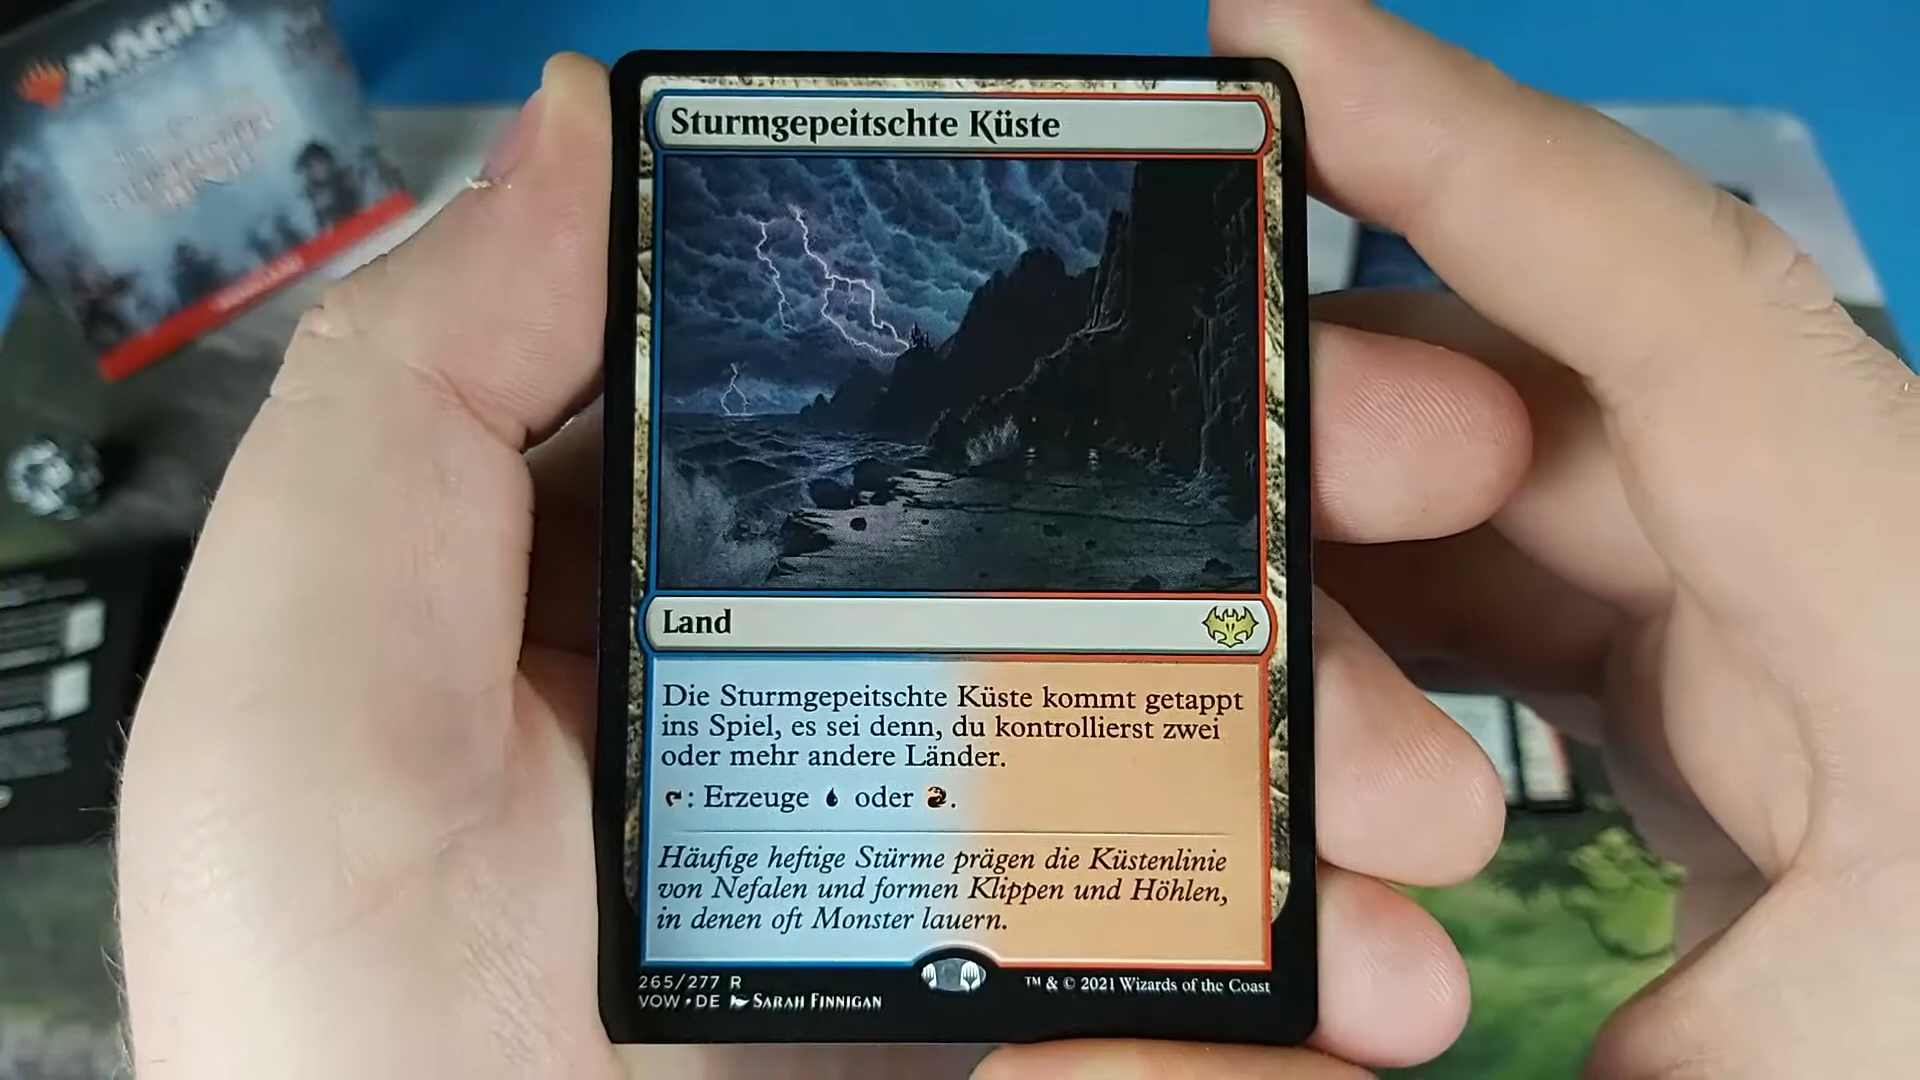 MAGIC
Sturmgepeitschte Küste
Land
Die Sturmgepeitschte Küste kommt getappt
ins Spiel, es sei denn, du kontrollierst zwei
oder mehr andere Länder.
: Erzeuge oder .
Häufige heftige Stürme prägen die Küstenlinie
von Nefalen und formen Klippen und Höhlen,
in denen oft Monster lauern.
265/277 R
VOW • DE SARAH FINNIGAN
™ & © 2021 Wizards of the Coast